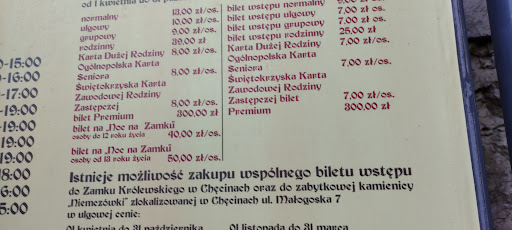 od 1 kwietnia do 31
normalny 13,00 zł/os.
ulgowy 10,00 zł/os.
grupowy 9,00 zł/os.
rodzinny 39,00 zł
Karta Dużej Rodziny
Ogólnopolska Karta
Seniora 8,00 zł/os.
Świętokrzyska Karta
Zawodowej Rodziny
Zastępczej 8,00 zł/os.
bilet Premium 300,00 zł
bilet na „Noc na Zamku"
osoby do 12 roku życia 40,00 zł/os.
bilet na „Noc na Zamku"
osoby od 13 roku życia 50,00 zł/os.
bilet wstępu normalny 9,00 zł/os.
bilet wstępu ulgowy 7,00 zł/os.
bilet wstępu grupowy 7,00 zł/os.
bilet wstępu rodzinny 25,00 zł
Karta Dużej Rodziny 7,00 zł/os.
Ogólnopolska Karta
Seniora 7,00 zł/os.
Świętokrzyska Karta
Zawodowej Rodziny
Zastępczej bilet 7,00 zł/os.
Premium 300,00 zł
0-15:00
0-16:00
-17:00
-19:00
-19:00
19:00
19:00
18:00
16:00
5:00
Istnieje możliwość zakupu wspólnego biletu wstępu
do Zamku Królewskiego w Chęcinach oraz do zabytkowej kamienicy
„Niemczówki" zlokalizowanej w Chęcinach ul. Małogoska 7
w ulgowej cenie:
01 kwietnia do 31 października 01 listopada do 31 marca